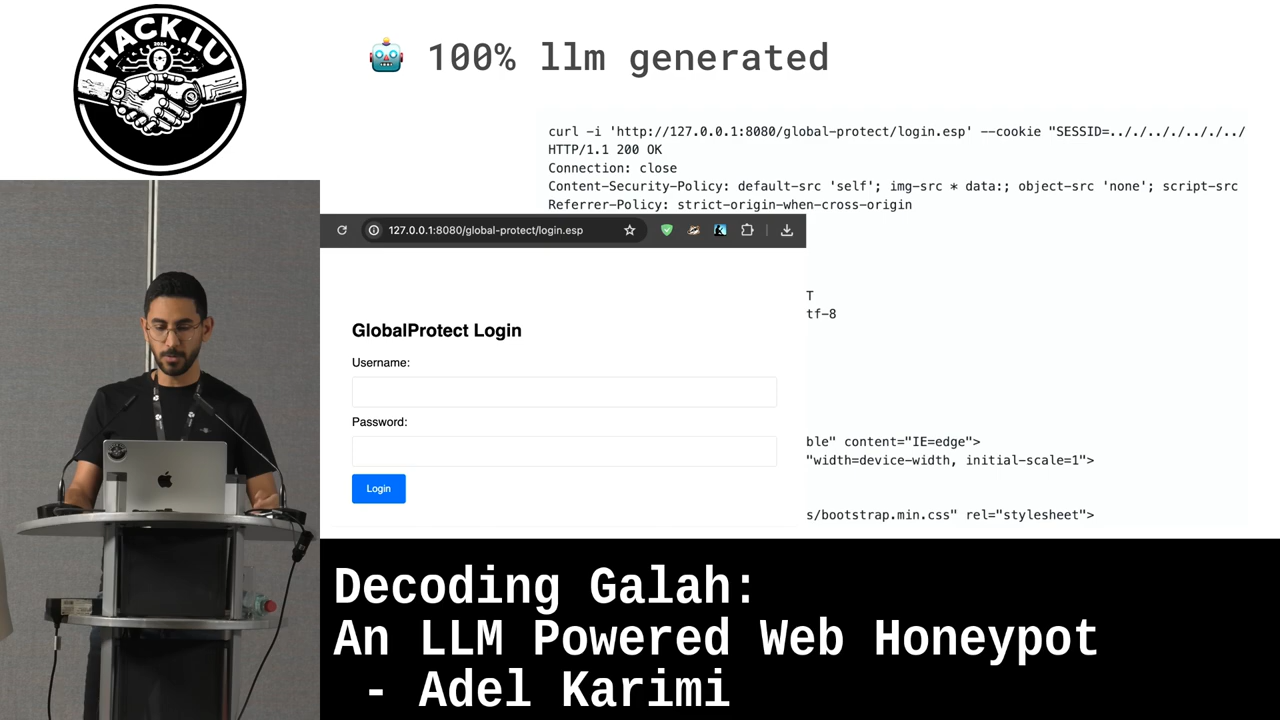 HACK.LU
2024
100% llm generated
curl -i 'http://127.0.0.1:8080/global-protect/login.esp' --cookie "SESSID=.././.././.././../
HTTP/1.1 200 OK
Connection: close
Content-Security-Policy: default-src 'self'; img-src * data:; object-src 'none'; script-src
Referrer-Policy: strict-origin-when-cross-origin
127.0.0.1:8080/global-protect/login.esp
T
tf-8
GlobalProtect Login
Username:
Password:
ble" content="IE=edge">
"width=device-width, initial-scale=1">
Login
s/bootstrap.min.css" rel="stylesheet">
Decoding Galah:
An LLM Powered Web Honeypot
- Adel Karimi